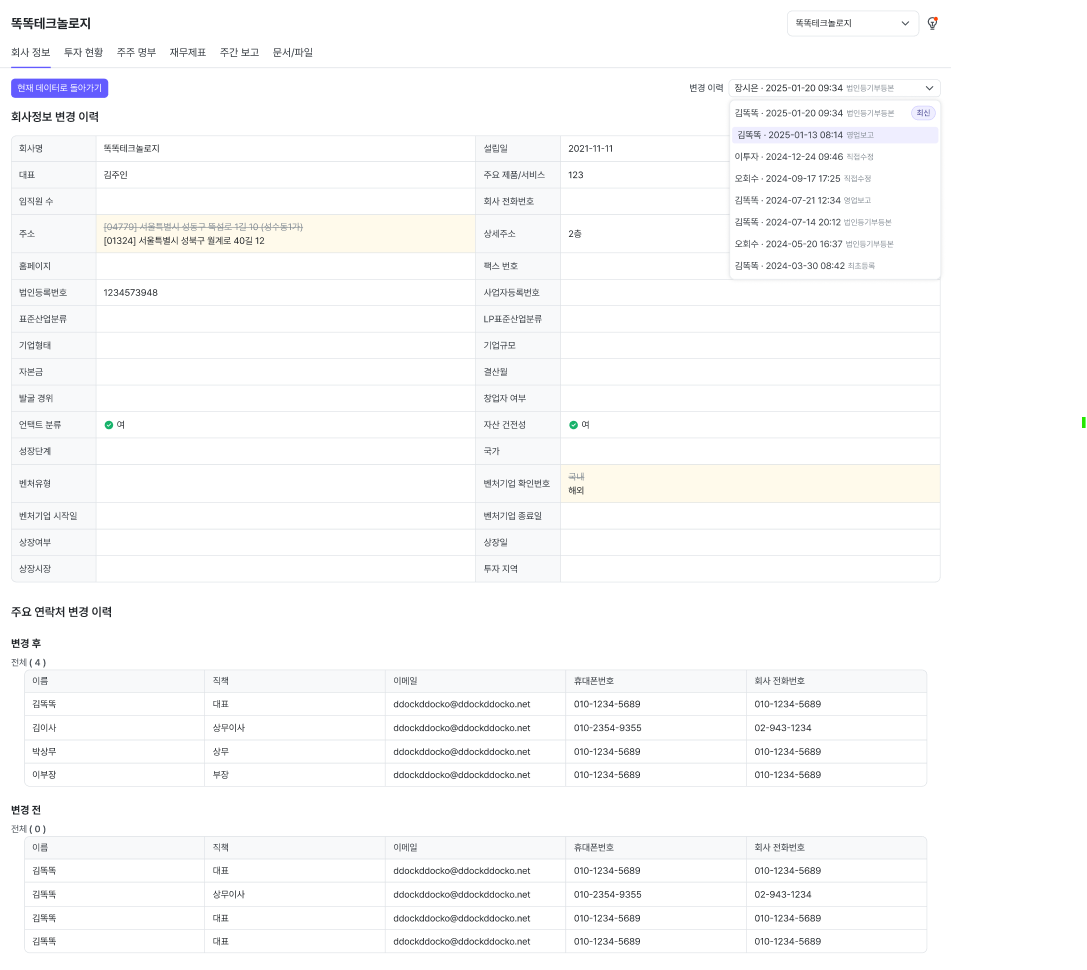 똑똑테크놀로지
똑똑테크놀로지
회사 정보 투자 현황 주주 명부 재무제표 주간 보고 문서/파일
현재 데이터로 돌아가기
변경 이력 장시은 · 2025-01-20 09:34 법인등기부등본
회사정보 변경 이력
김똑똑 · 2025-01-20 09:34 법인등기부등본 최신
김똑똑 · 2025-01-13 08:14 영업보고
이투자 · 2024-12-24 09:46 직접수정
오회수 · 2024-09-17 17:25 직접수정
김똑똑 · 2024-07-21 12:34 영업보고
김똑똑 · 2024-07-14 20:12 법인등기부등본
오회수 · 2024-05-20 16:37 법인등기부등본
김똑똑 · 2024-03-30 08:42 최초등록
회사명 똑똑테크놀로지 설립일 2021-11-11
대표 김주인 주요 제품/서비스 123
임직원 수 회사 전화번호
주소 [04779] 서울특별시 성동구 뚝섬로 1길 10 (성수동1가)
[01324] 서울특별시 성북구 월계로 40길 12
상세주소 2층
홈페이지 팩스 번호
법인등록번호 1234573948 사업자등록번호
표준산업분류 LP표준산업분류
기업형태 기업규모
자본금 결산월
발굴 경위 창업자 여부
언택트 분류 여 자산 건전성 여
성장단계 국가
벤처유형 벤처기업 확인번호 국내
해외
벤처기업 시작일 벤처기업 종료일
상장여부 상장일
상장시장 투자 지역
주요 연락처 변경 이력
변경 후
전체 ( 4 )
이름 직책 이메일 휴대폰번호 회사 전화번호
김똑똑 대표 ddockddocko@ddockddocko.net 010-1234-5689 010-1234-5689
김이사 상무이사 ddockddocko@ddockddocko.net 010-2354-9355 02-943-1234
박상무 상무 ddockddocko@ddockddocko.net 010-1234-5689 010-1234-5689
이부장 부장 ddockddocko@ddockddocko.net 010-1234-5689 010-1234-5689
변경 전
전체 ( 0 )
이름 직책 이메일 휴대폰번호 회사 전화번호
김똑똑 대표 ddockddocko@ddockddocko.net 010-1234-5689 010-1234-5689
김똑똑 상무이사 ddockddocko@ddockddocko.net 010-2354-9355 02-943-1234
김똑똑 대표 ddockddocko@ddockddocko.net 010-1234-5689 010-1234-5689
김똑똑 대표 ddockddocko@ddockddocko.net 010-1234-5689 010-1234-5689